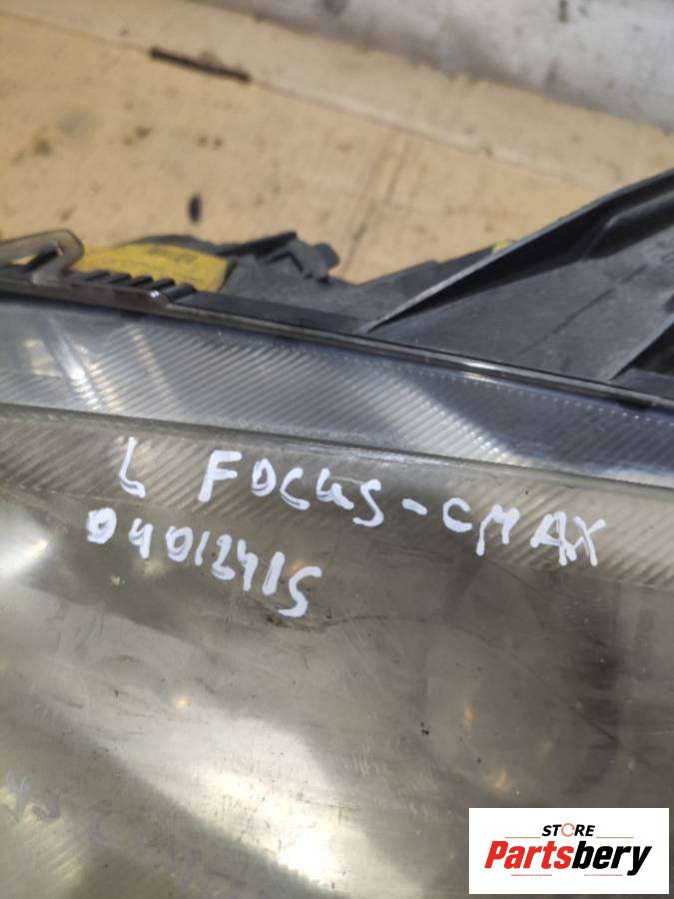 L FOCUS-CMAX
04012415
STORE
Partsbery